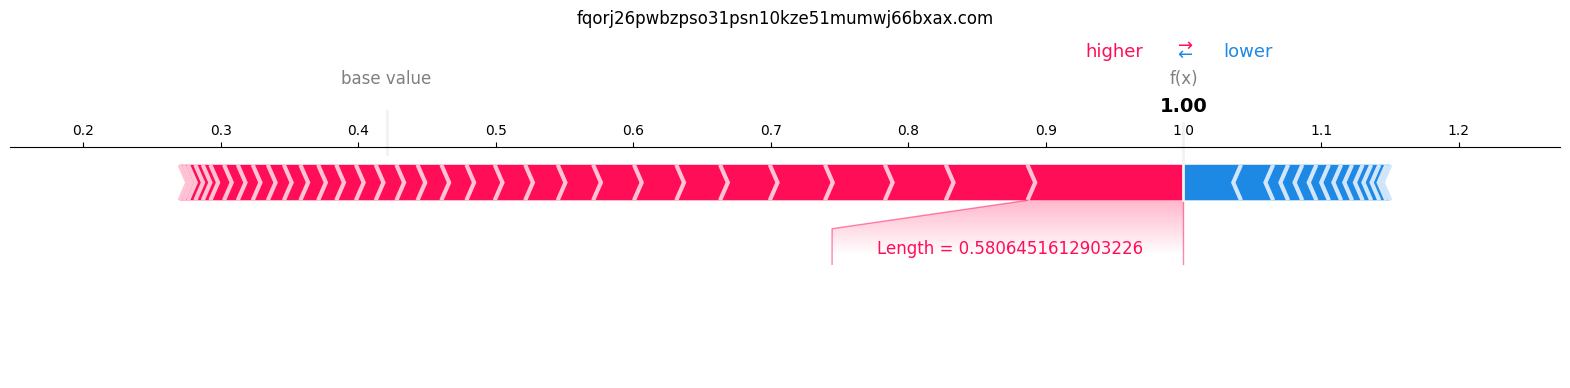 fqorj26pwbzpso31psn10kze51mumwj66bxax.com
higher ⇄ lower
base value f(x)
1.00
0.2 0.3 0.4 0.5 0.6 0.7 0.8 0.9 1.0 1.1 1.2
Length = 0.5806451612903226